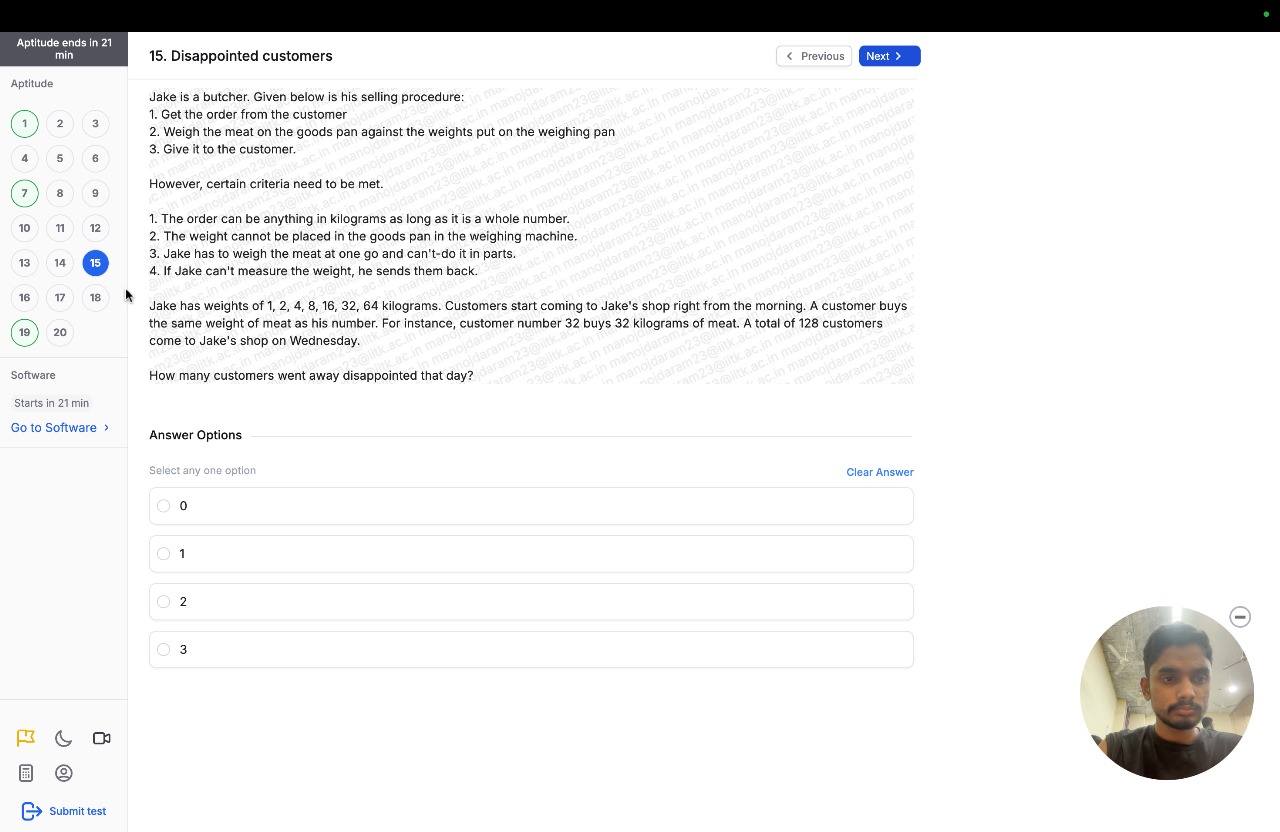 Aptitude ends in 21
min
15. Disappointed customers
Previous
Next
Aptitude
1 2 3
4 5 6
7 8 9
10 11 12
13 14 15
16 17 18
19 20
Software
Starts in 21 min
Go to Software
Submit test
Jake is a butcher. Given below is his selling procedure:
1. Get the order from the customer
2. Weigh the meat on the goods pan against the weights put on the weighing pan
3. Give it to the customer.
However, certain criteria need to be met.
1. The order can be anything in kilograms as long as it is a whole number.
2. The weight cannot be placed in the goods pan in the weighing machine.
3. Jake has to weigh the meat at one go and can't-do it in parts.
4. If Jake can't measure the weight, he sends them back.
Jake has weights of 1, 2, 4, 8, 16, 32, 64 kilograms. Customers start coming to Jake's shop right from the morning. A customer buys
the same weight of meat as his number. For instance, customer number 32 buys 32 kilograms of meat. A total of 128 customers
come to Jake's shop on Wednesday.
How many customers went away disappointed that day?
manojdaram23@iitk.ac.in
Answer Options
Select any one option
Clear Answer
0
1
2
3